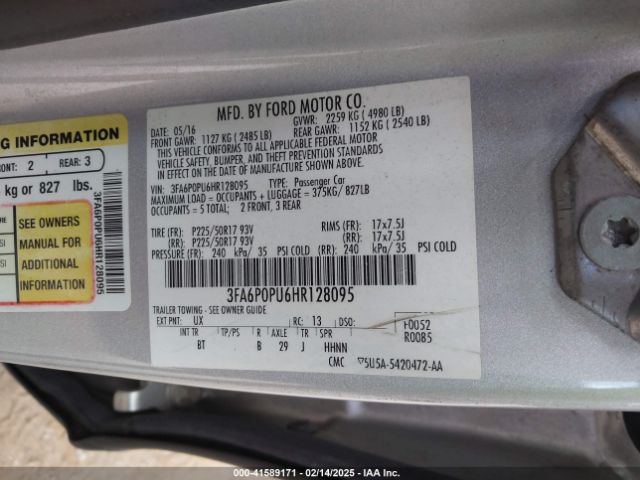 MFD. BY FORD MOTOR CO.
DATE: 05/16 GVWR: 2259 KG ( 4980 LB)
FRONT GAWR: 1127 KG ( 2485 LB) REAR GAWR: 1152 KG ( 2540 LB)
THIS VEHICLE CONFORMS TO ALL APPLICABLE FEDERAL MOTOR
VEHICLE SAFETY, BUMPER, AND THEFT PREVENTION STANDARDS
IN EFFECT ON THE DATE OF MANUFACTURE SHOWN ABOVE.
VIN: 3FA6P0PU6HR128095 TYPE: Passenger Car
MAXIMUM LOAD = OCCUPANTS + LUGGAGE = 375KG/ 827LB
OCCUPANTS = 5 TOTAL; 2 FRONT, 3 REAR
TIRE (FR): P225/50R17 93V RIMS (FR): 17x7.5J
(RR): P225/50R17 93V (RR): 17x7.5J
PRESSURE (FR): 240 kPa/ 35 PSI COLD (RR): 240 kPa/ 35 PSI COLD
3FA6P0PU6HR128095
TRAILER TOWING - SEE OWNER GUIDE
EXT PNT: UX RC: 13 DSO: F0052
R0085
INT TR TP/PS R AXLE TR SPR
BT B 29 J HHNN
CMC ▽5U5A-5420472-AA
G INFORMATION
RONT: 2 REAR: 3
kg or 827 lbs.
SEE OWNERS
MANUAL FOR
ADDITIONAL
INFORMATION
3FA6P0PU6HR128095
000-41589171 - 02/14/2025 - IAA Inc.